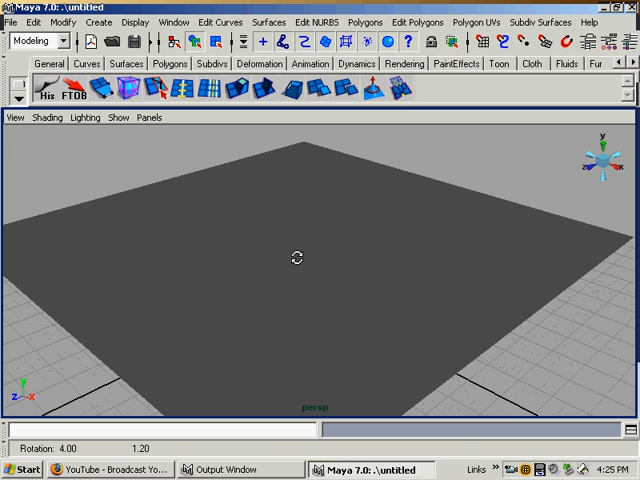 Maya 7.0: .\untitled
File Edit Modify Create Display Window Edit Curves Surfaces Edit NURBS Polygons Edit Polygons Polygon UVs Subdiv Surfaces Help
Modeling
General Curves Surfaces Polygons Subdivs Deformation Animation Dynamics Rendering PaintEffects Toon Cloth Fluids Fur
His FTOB
View Shading Lighting Show Panels
y
z x
y
z x
persp
Rotation: 4.00 1.20
Start YouTube - Broadcast Yo... Output Window Maya 7.0: .\untitled Links » « 4:25 PM